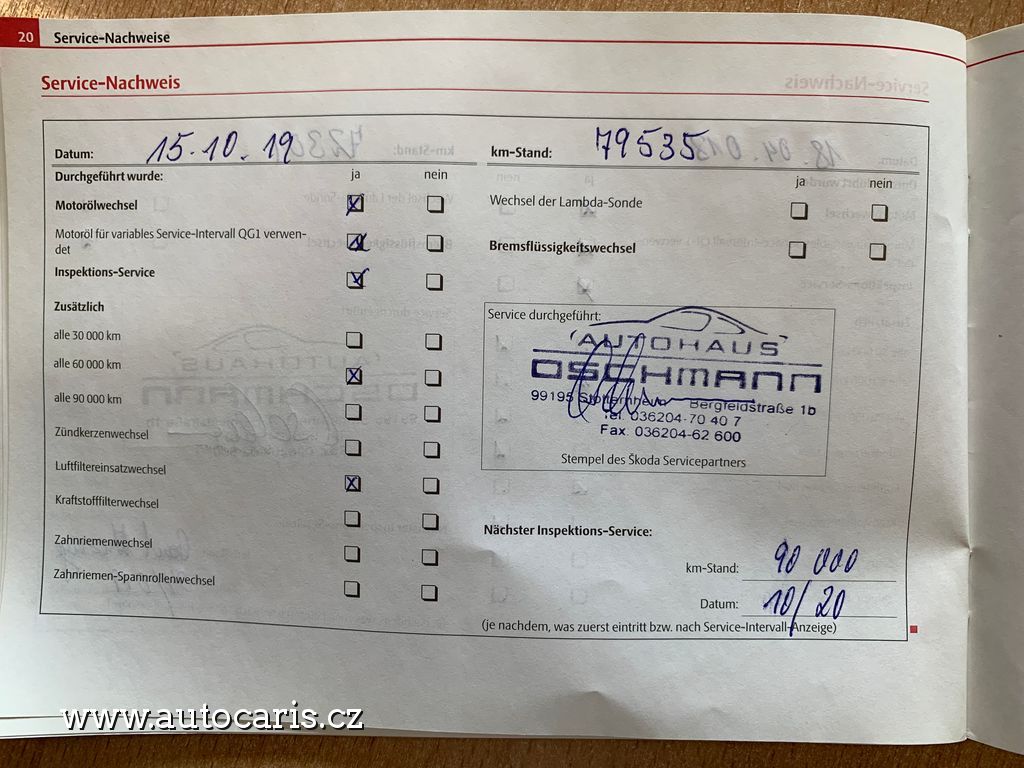 20 Service-Nachweise
Service-Nachweis
Datum: 15.10.19
Durchgeführt wurde: ja nein
Motorölwechsel
Motoröl für variables Service-Intervall QG1 verwen-
det
Inspektions-Service
Zusätzlich
alle 30 000 km
alle 60 000 km
alle 90 000 km
Zündkerzenwechsel
Luftfiltereinsatzwechsel
Kraftstofffilterwechsel
Zahnriemenwechsel
Zahnriemen-Spannrollenwechsel
km-Stand: 79535
ja nein
Wechsel der Lambda-Sonde
Bremsflüssigkeitswechsel
Service durchgeführt:
AUTOHAUS
OSCHMANN
99195 Stotternheim Bergfeldstraße 1b
Tel. 036204-70 40 7
Fax. 036204-62 600
Stempel des Škoda Servicepartners
Nächster Inspektions-Service:
km-Stand: 90 000
Datum: 10/20
(je nachdem, was zuerst eintritt bzw. nach Service-Intervall-Anzeige)
www.autocaris.cz